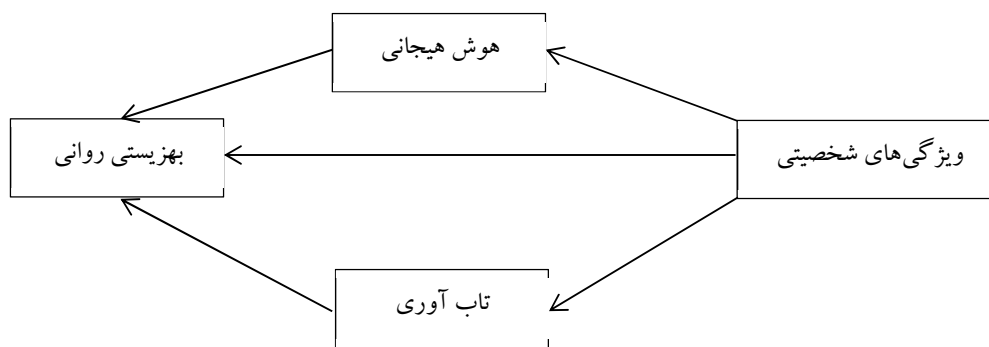 هوش هیجانی
ویژگی‌های شخصیتی
بهزیستی روانی
تاب آوری